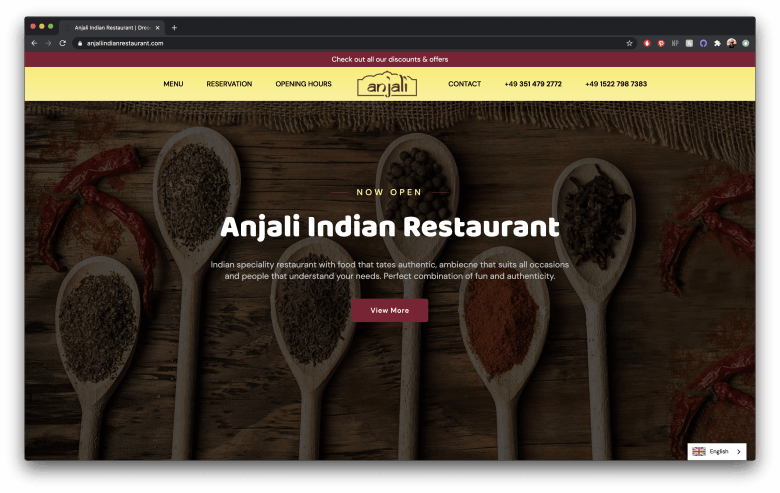 Anjali Indian Restaurant | Dres
anjaliindianrestaurant.com
Check out all our discounts & offers
MENU RESERVATION OPENING HOURS anjali CONTACT +49 351 479 2772 +49 1522 798 7383
NOW OPEN
Anjali Indian Restaurant
Indian speciality restaurant with food that tates authentic, ambiecne that suits all occasions
and people that understand your needs. Perfect combination of fun and authenticity.
View More
English